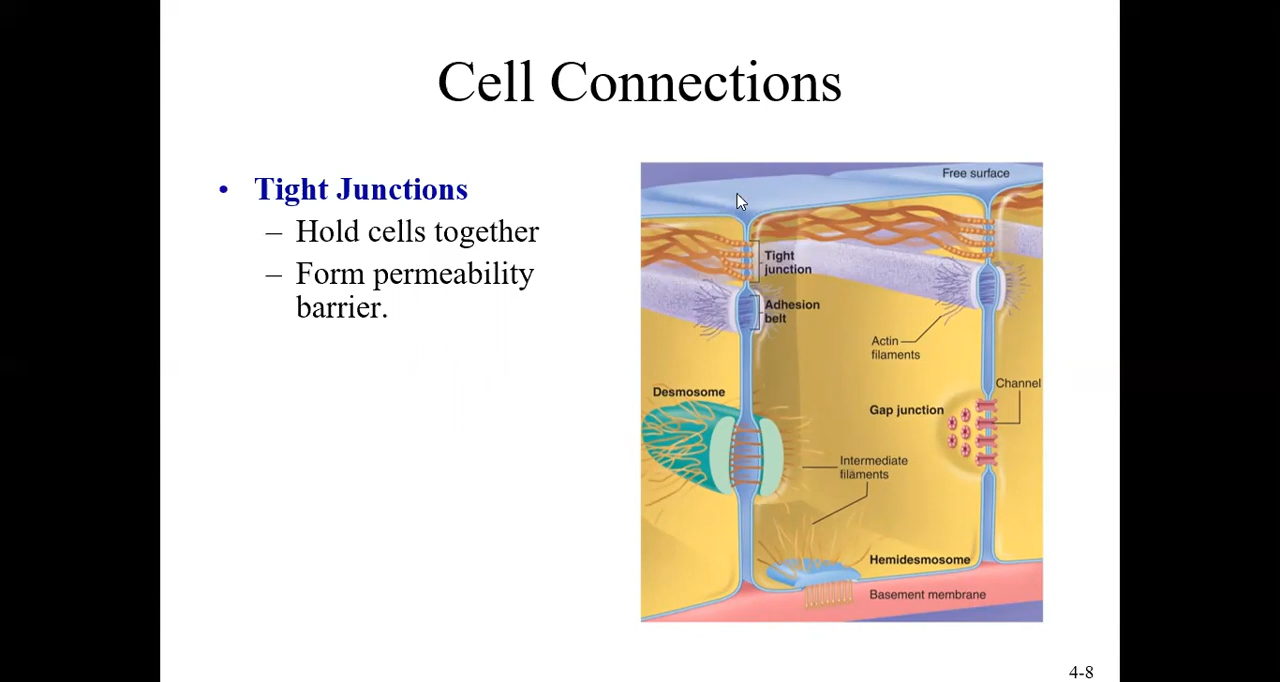 Cell Connections
• Tight Junctions
– Hold cells together
– Form permeability
barrier.
Free surface
Tight
junction
Adhesion
belt
Actin
filaments
Channel
Desmosome
Gap junction
Intermediate
filaments
Hemidesmosome
Basement membrane
4-8